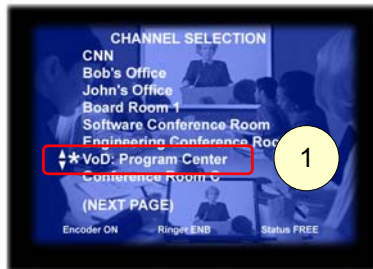 CHANNEL SELECTION
CNN
Bob's Office
John's Office
Board Room 1
Software Conference Room
Engineering Conference Roo
*VoD: Program Center
1
Conference Room C
(NEXT PAGE)
Encoder ON Ringer ENB Status FREE